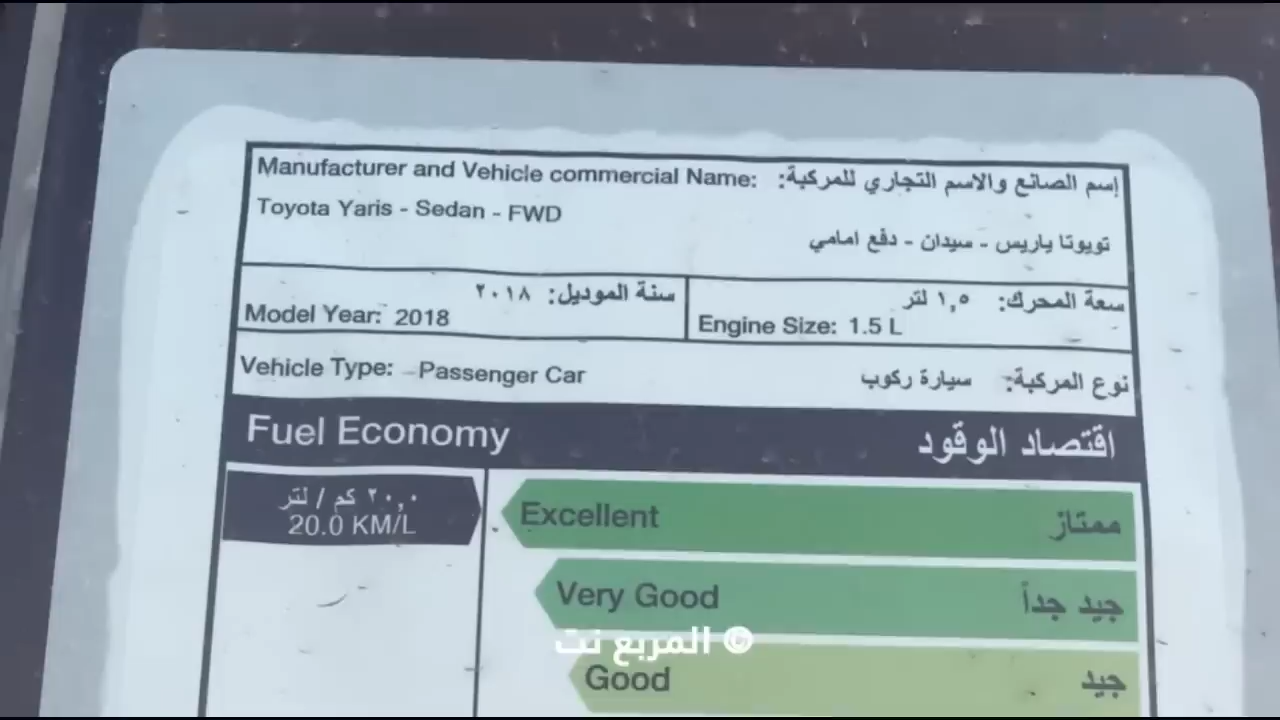 Manufacturer and Vehicle commercial Name: إسم الصانع والاسم التجاري للمركبة:
Toyota Yaris - Sedan - FWD
تويوتا ياريس - سيدان - دفع امامي
سنة الموديل: ٢٠١٨
Model Year: 2018
سعة المحرك: ١,٥ لتر
Engine Size: 1.5 L
Vehicle Type: Passenger Car نوع المركبة: سيارة ركوب
Fuel Economy اقتصاد الوقود
٢٠,٠ كم / لتر
20.0 KM/L
Excellent ممتاز
Very Good جيد جداً
© المربع نت
Good جيد